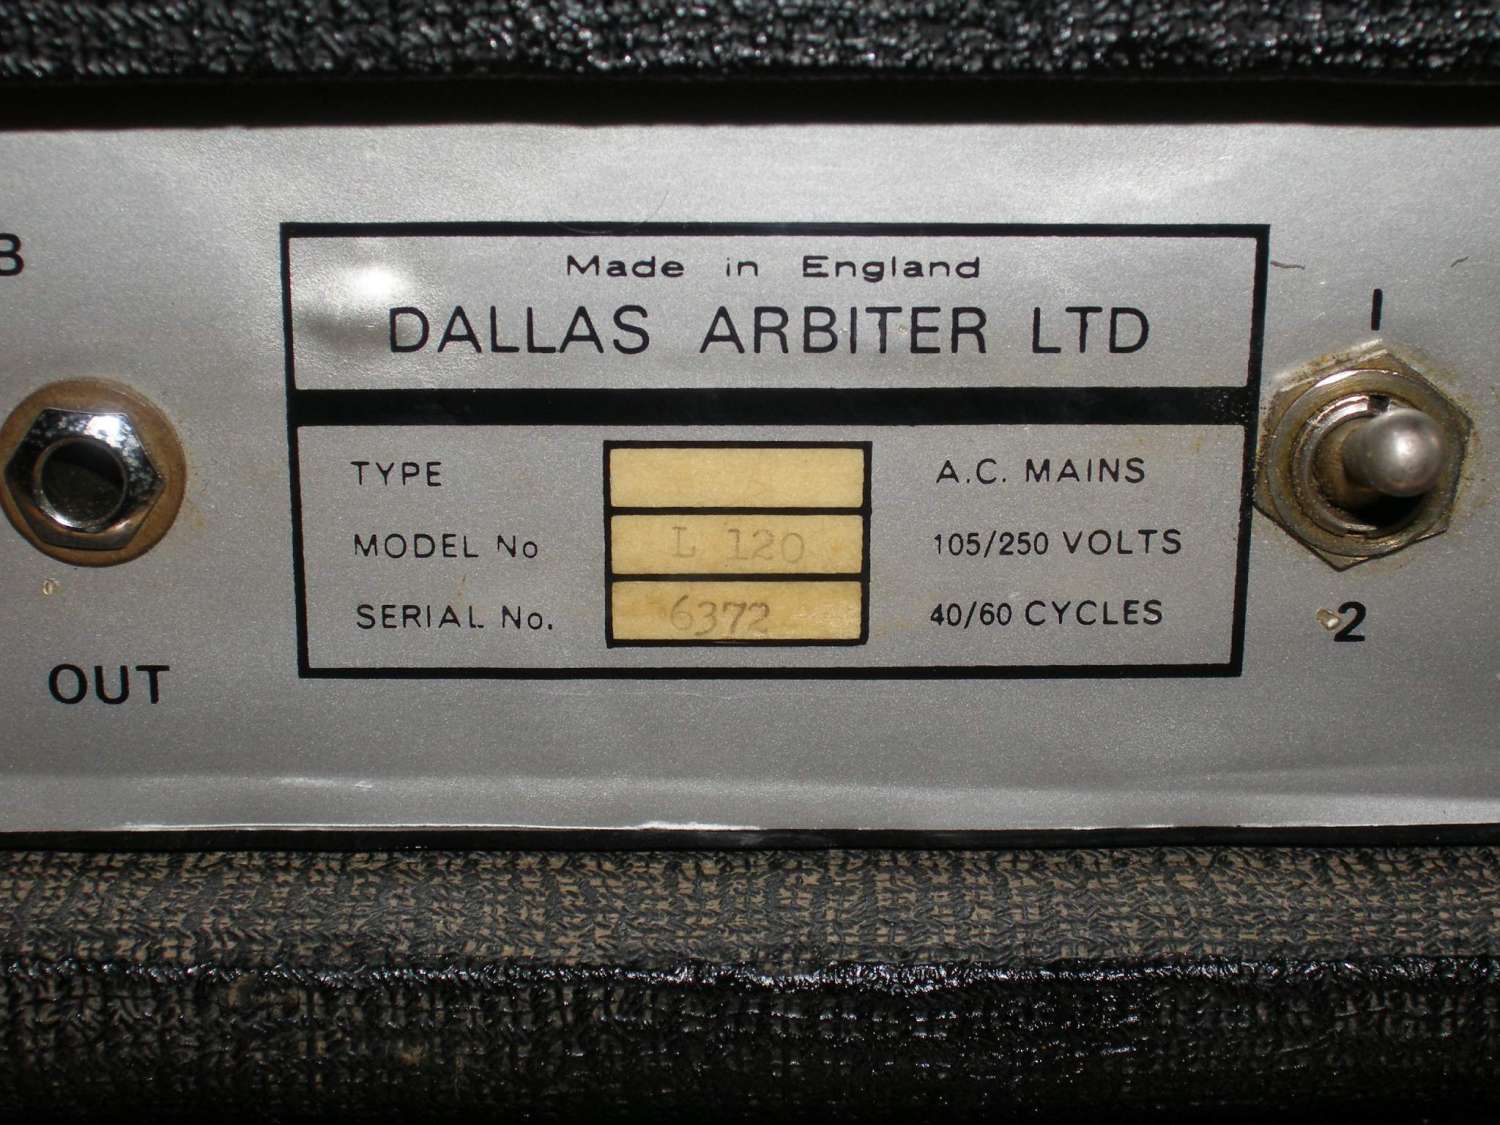 B
OUT
Made in England
DALLAS ARBITER LTD
TYPE
MODEL No L 120
SERIAL No. 6372
A.C. MAINS
105/250 VOLTS
40/60 CYCLES
1
2